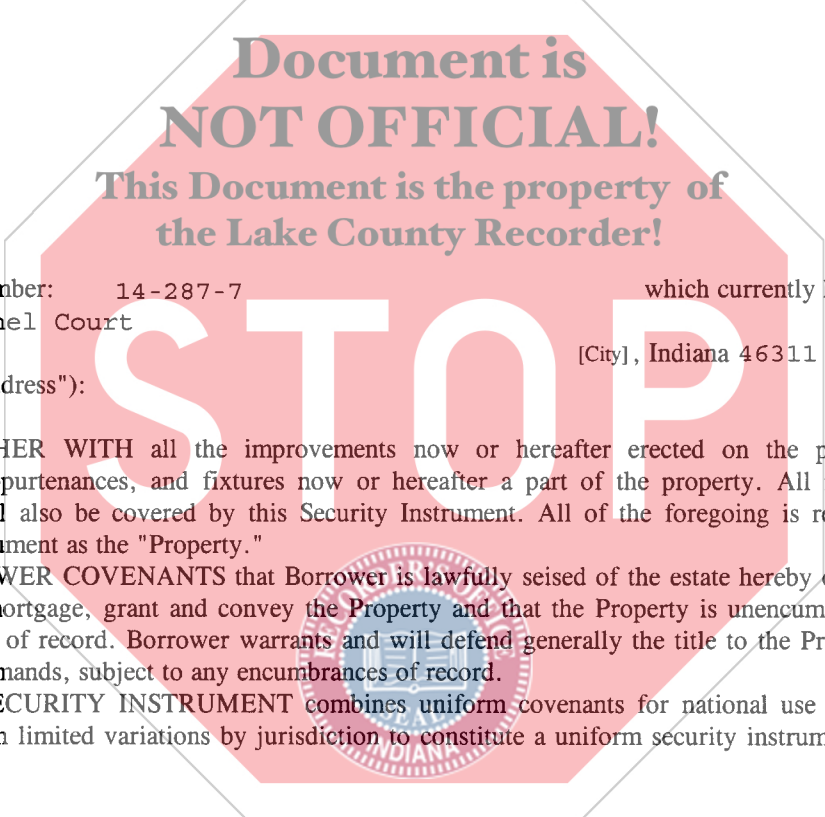 Document is
NOT OFFICIAL!
This Document is the property of
the Lake County Recorder!
nber: 14-287-7 which currently
nel Court
[City], Indiana 46311
dress"):
STOP
HER WITH all the improvements now or hereafter erected on the p
purtenances, and fixtures now or hereafter a part of the property. All
l also be covered by this Security Instrument. All of the foregoing is re
ument as the "Property."
WER COVENANTS that Borrower is lawfully seised of the estate hereby
ortgage, grant and convey the Property and that the Property is unencum
of record. Borrower warrants and will defend generally the title to the Pr
mands, subject to any encumbrances of record.
ECURITY INSTRUMENT combines uniform covenants for national use
limited variations by jurisdiction to constitute a uniform security instrum
RECORDER'S OFFICE
SEAL
INDIANA